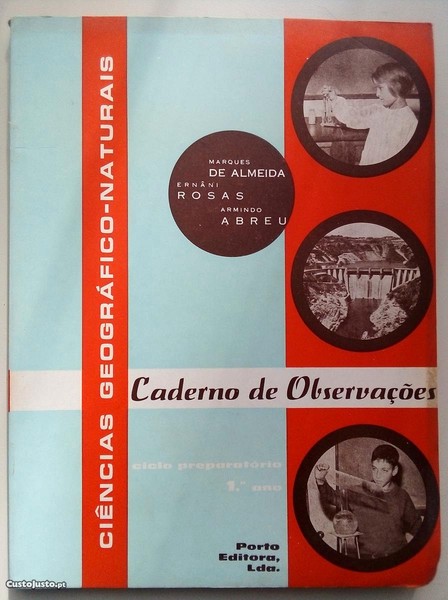 CIÊNCIAS GEOGRÁFICO-NATURAIS
MARQUES
DE ALMEIDA
ERNÂNI
ROSAS
ARMINDO
ABREU
Caderno de Observações
ciclo preparatório
1.º ano
Porto
Editora,
Lda.
CustoJusto.pt